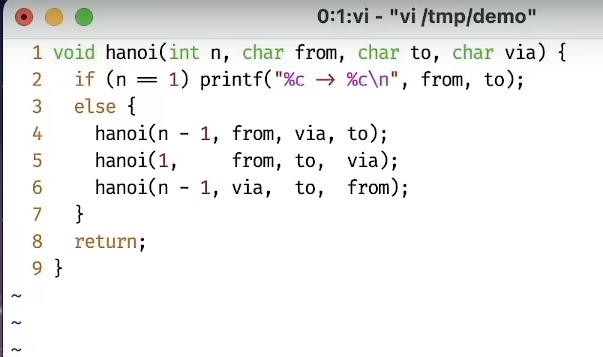 0:1:vi - "vi /tmp/demo"
1 void hanoi(int n, char from, char to, char via) {
2   if (n == 1) printf("%c -> %c\n", from, to);
3   else {
4     hanoi(n - 1, from, via, to);
5     hanoi(1,     from, to,  via);
6     hanoi(n - 1, via,  to,  from);
7   }
8   return;
9 }
~
~
~